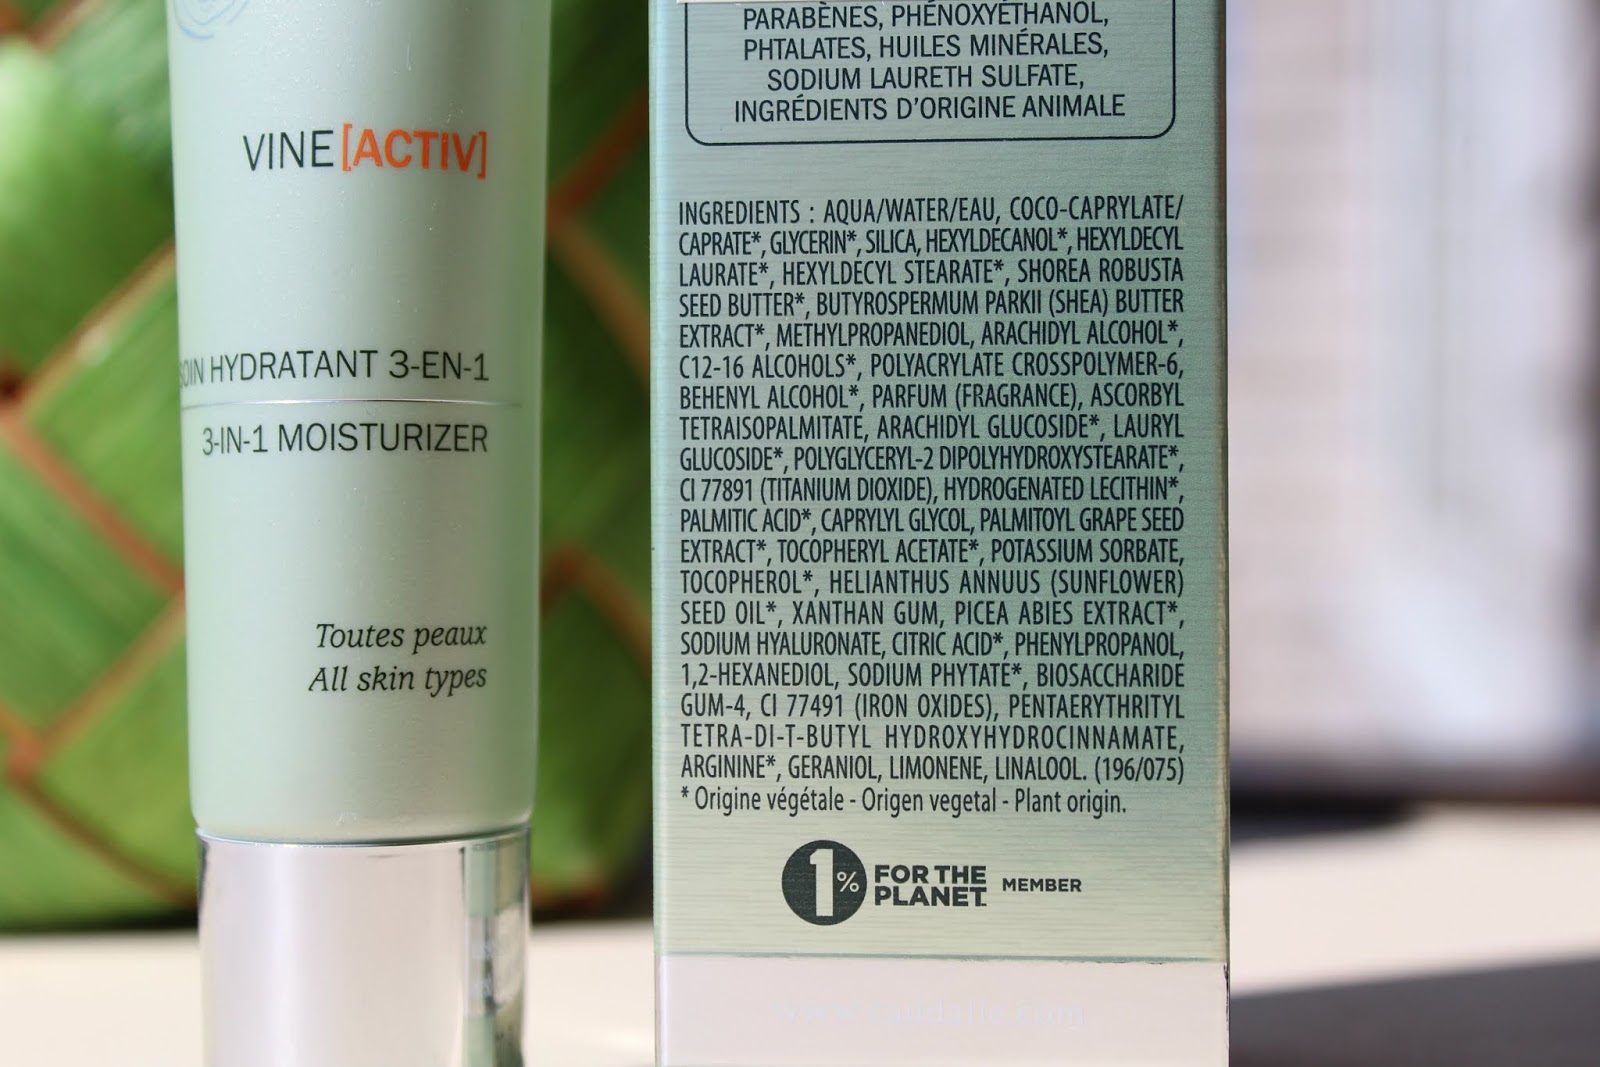 VINE[ACTIV]
SOIN HYDRATANT 3-EN-1
3-IN-1 MOISTURIZER
Toutes peaux
All skin types
PARABÈNES, PHÉNOXYÉTHANOL,
PHTALATES, HUILES MINÉRALES,
SODIUM LAURETH SULFATE,
INGRÉDIENTS D'ORIGINE ANIMALE
INGREDIENTS : AQUA/WATER/EAU, COCO-CAPRYLATE/
CAPRATE*, GLYCERIN*, SILICA, HEXYLDECANOL*, HEXYLDECYL
LAURATE*, HEXYLDECYL STEARATE*, SHOREA ROBUSTA
SEED BUTTER*, BUTYROSPERMUM PARKII (SHEA) BUTTER
EXTRACT*, METHYLPROPANEDIOL, ARACHIDYL ALCOHOL*,
C12-16 ALCOHOLS*, POLYACRYLATE CROSSPOLYMER-6,
BEHENYL ALCOHOL*, PARFUM (FRAGRANCE), ASCORBYL
TETRAISOPALMITATE, ARACHIDYL GLUCOSIDE*, LAURYL
GLUCOSIDE*, POLYGLYCERYL-2 DIPOLYHYDROXYSTEARATE*,
CI 77891 (TITANIUM DIOXIDE), HYDROGENATED LECITHIN*,
PALMITIC ACID*, CAPRYLYL GLYCOL, PALMITOYL GRAPE SEED
EXTRACT*, TOCOPHERYL ACETATE*, POTASSIUM SORBATE,
TOCOPHEROL*, HELIANTHUS ANNUUS (SUNFLOWER)
SEED OIL*, XANTHAN GUM, PICEA ABIES EXTRACT*,
SODIUM HYALURONATE, CITRIC ACID*, PHENYLPROPANOL,
1,2-HEXANEDIOL, SODIUM PHYTATE*, BIOSACCHARIDE
GUM-4, CI 77491 (IRON OXIDES), PENTAERYTHRITYL
TETRA-DI-T-BUTYL HYDROXYHYDROCINNAMATE,
ARGININE*, GERANIOL, LIMONENE, LINALOOL. (196/075)
* Origine végétale - Origen vegetal - Plant origin.
1% FOR THE
PLANET. MEMBER
www.caudalie.com